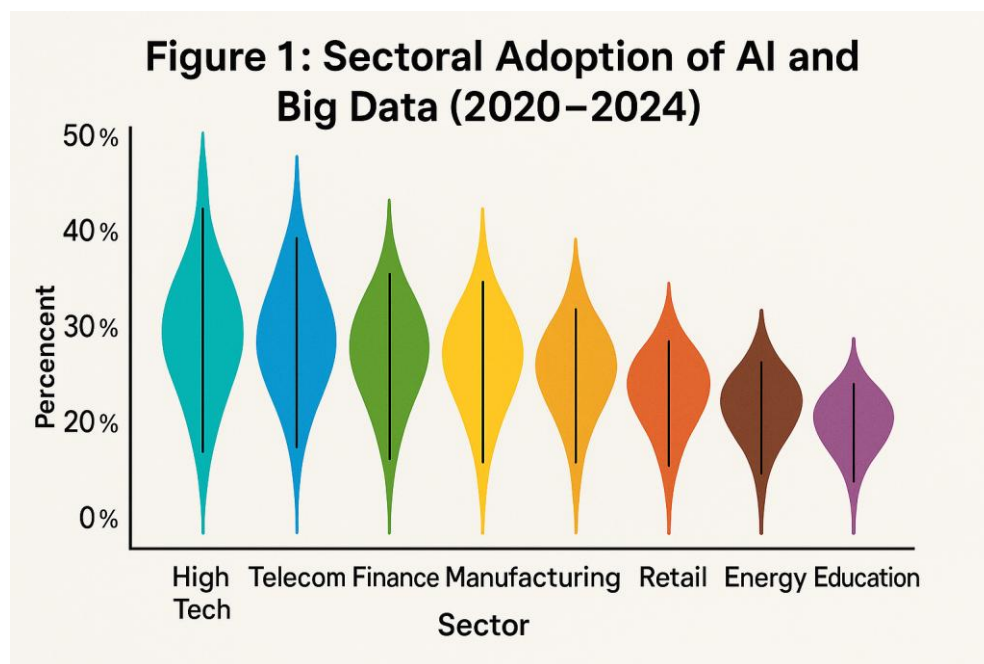 Figure 1: Sectoral Adoption of AI and
Big Data (2020–2024)
50%
40%
30%
20%
0%
Percencent
High Telecom Finance Manufacturing Retail Energy Education
Tech
Sector